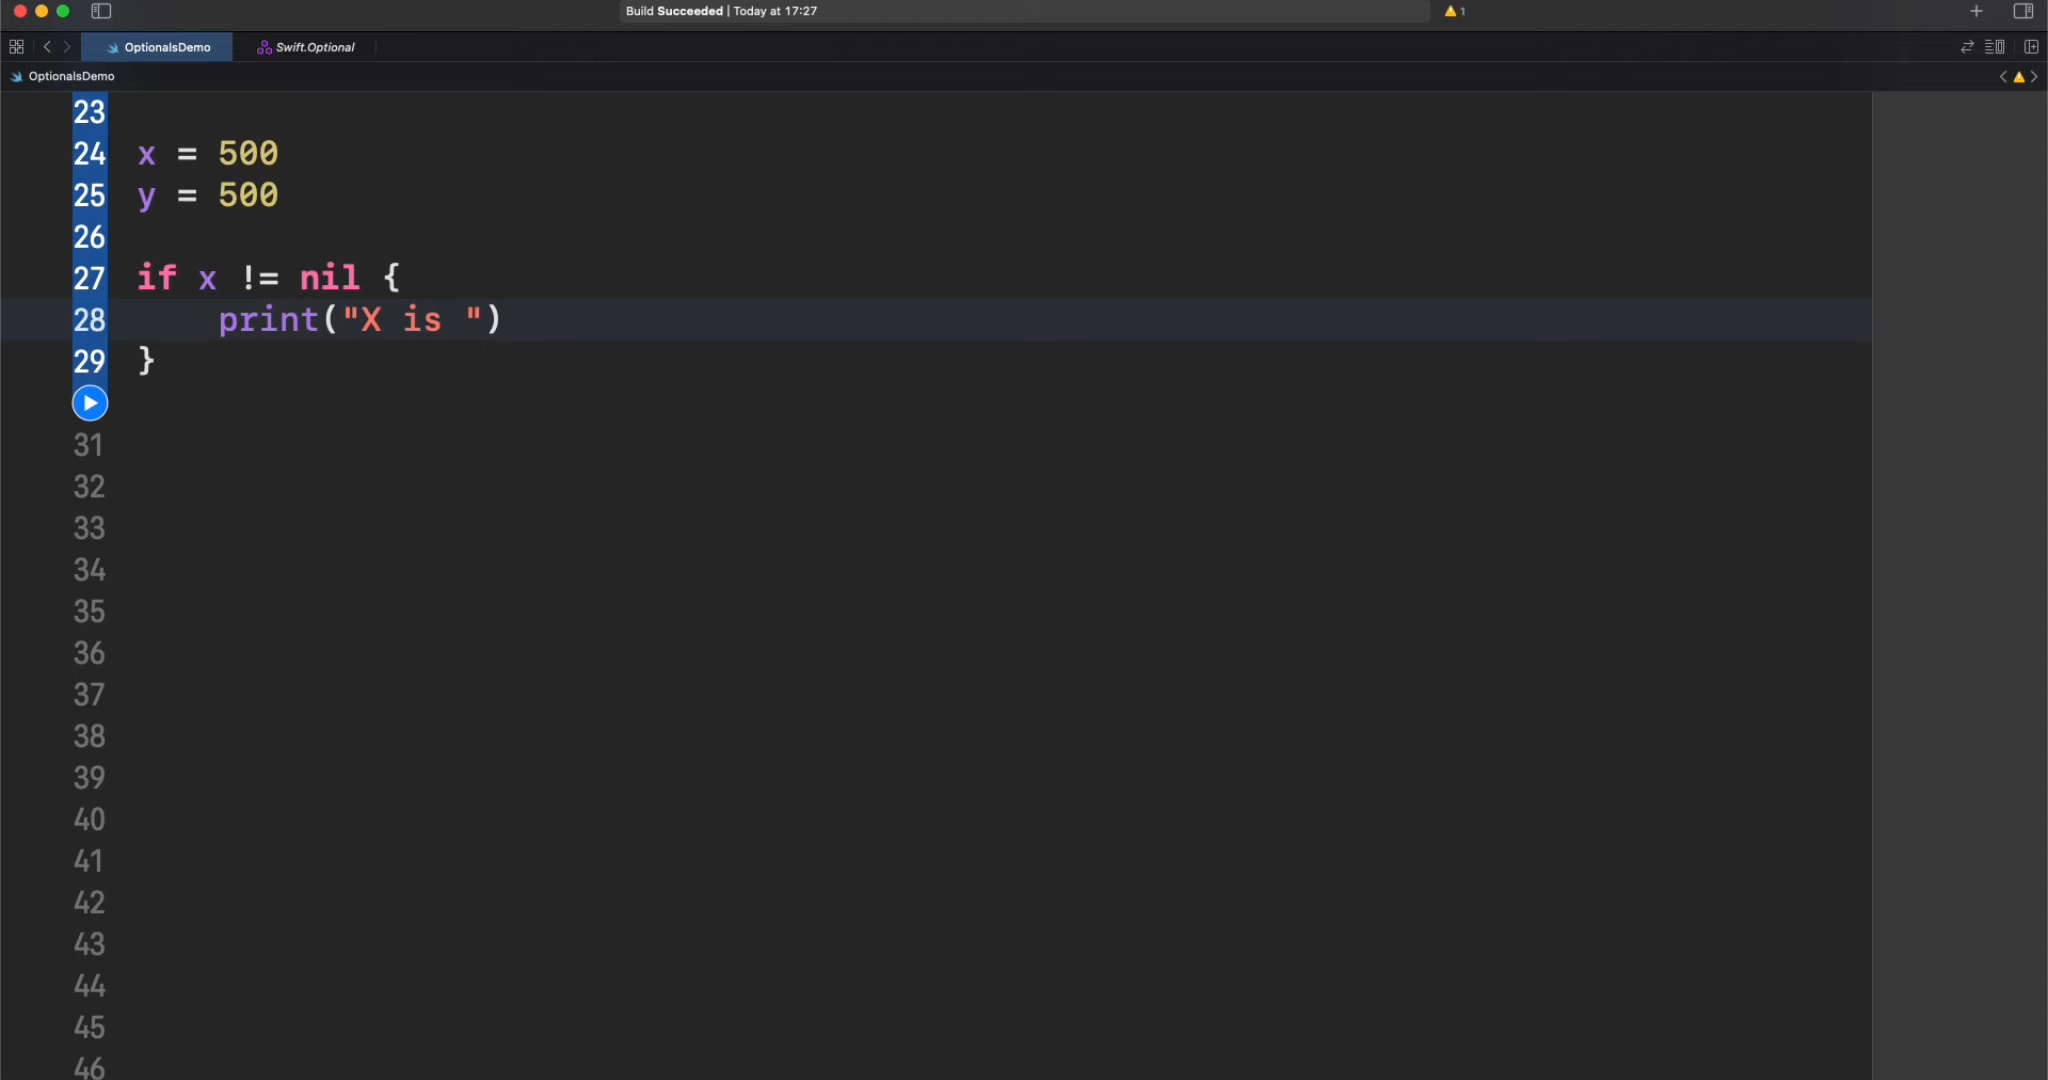 Build Succeeded | Today at 17:27
1
OptionalsDemo
Swift.Optional
OptionalsDemo
23
24 x = 500
25 y = 500
26
27 if x != nil {
28 print("X is ")
29 }
31
32
33
34
35
36
37
38
39
40
41
42
43
44
45
46